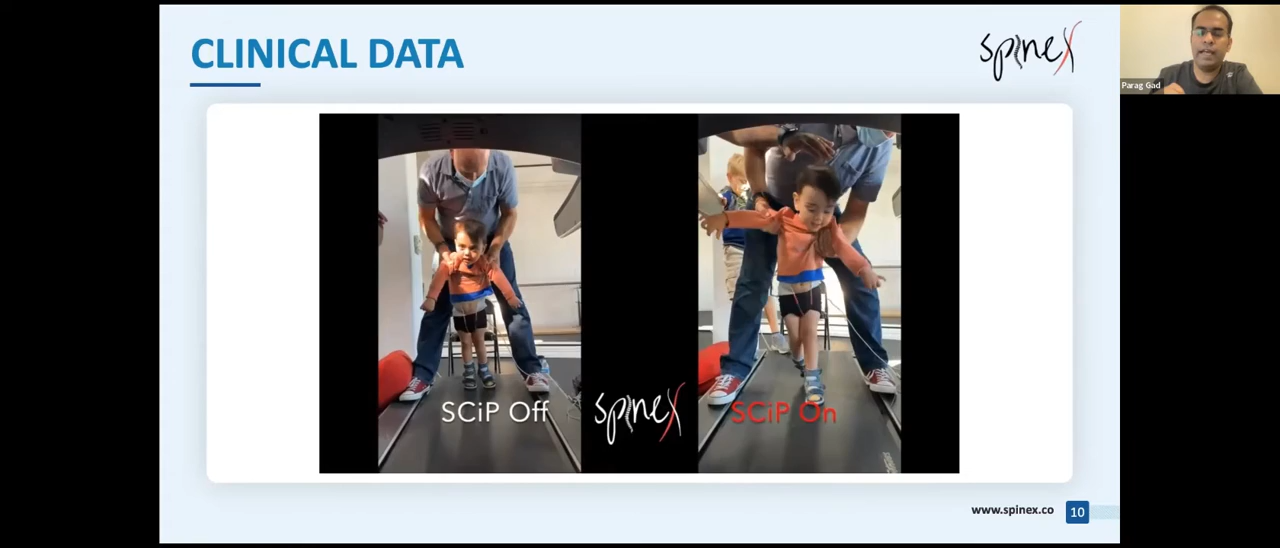 CLINICAL DATA
spinex
Parag Gad
SCiP Off
spinex
SCiP On
www.spinex.co
10